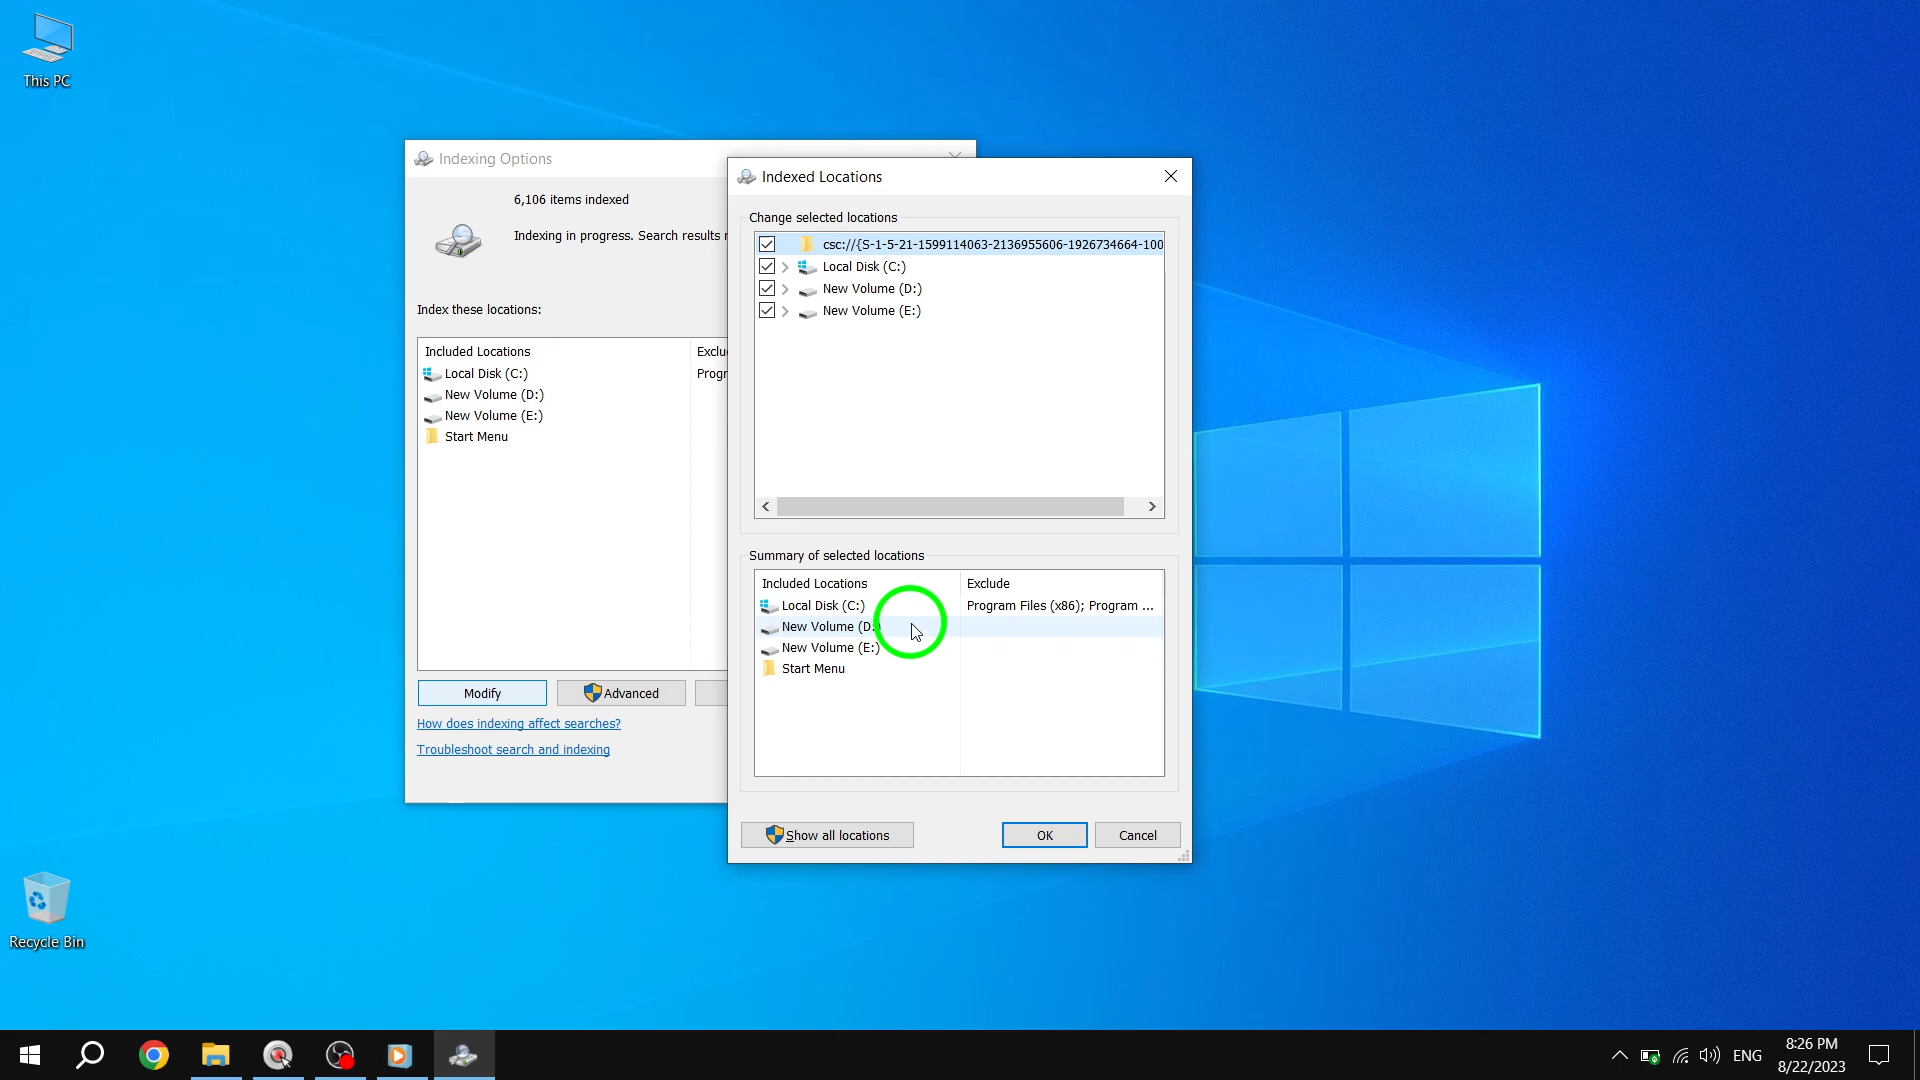 This PC
Indexing Options
6,106 items indexed
Indexing in progress. Search results
Index these locations:
Included Locations
Local Disk (C:)
New Volume (D:)
New Volume (E:)
Start Menu
Modify
Advanced
How does indexing affect searches?
Troubleshoot search and indexing
Indexed Locations
Change selected locations
csc://{S-1-5-21-1599114063-2136955606-1926734664-100
Local Disk (C:)
New Volume (D:)
New Volume (E:)
Summary of selected locations
Included Locations Exclude
Local Disk (C:) Program Files (x86); Program ...
New Volume (D:
New Volume (E:)
Start Menu
Show all locations
OK
Cancel
Recycle Bin
ENG
8:26 PM
8/22/2023